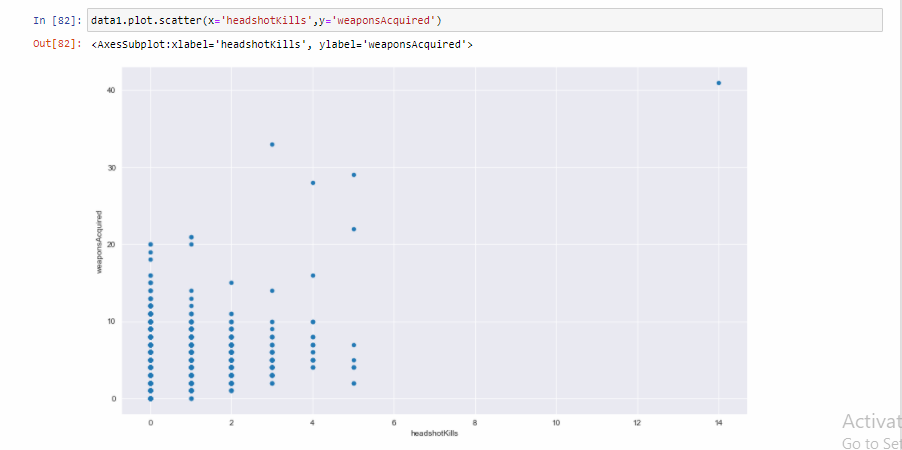 In [82]: data1.plot.scatter(x='headshotKills',y='weaponsAcquired')
Out[82]: <AxesSubplot:xlabel='headshotKills', ylabel='weaponsAcquired'>
40
30
20
10
0
weaponsAcquired
0 2 4 6 8 10 12 14
headshotKills
Activat
Go to Set